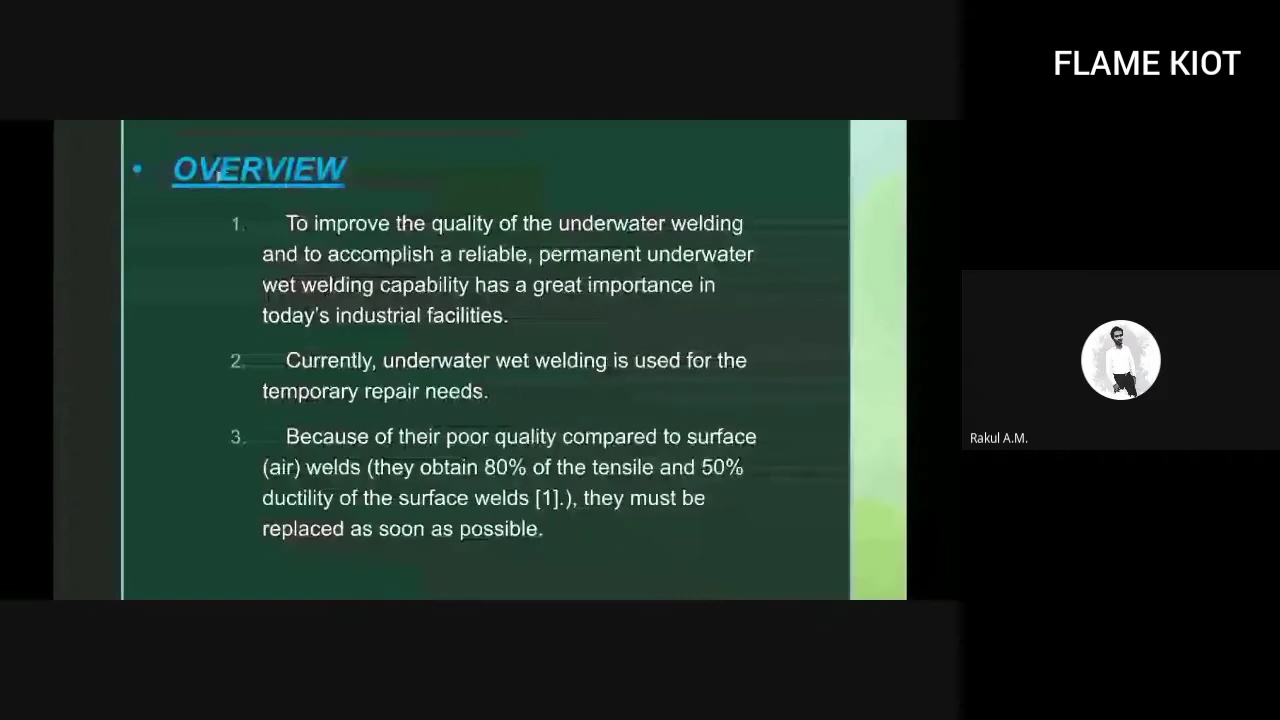 FLAME KIOT
• OVERVIEW
1. To improve the quality of the underwater welding
and to accomplish a reliable, permanent underwater
wet welding capability has a great importance in
today's industrial facilities.
2. Currently, underwater wet welding is used for the
temporary repair needs.
3. Because of their poor quality compared to surface
(air) welds (they obtain 80% of the tensile and 50%
ductility of the surface welds [1].), they must be
replaced as soon as possible.
Rakul A.M.